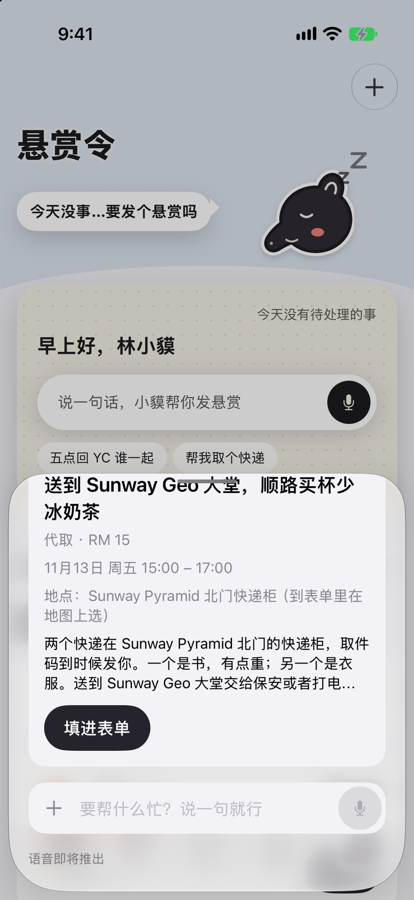 9:41
悬赏令
z
z
今天没事...要发个悬赏吗
今天没有待处理的事
早上好，林小貘
说一句话，小貘帮你发悬赏
五点回 YC 谁一起
帮我取个快递
送到 Sunway Geo 大堂，顺路买杯少
冰奶茶
代取 · RM 15
11月13日 周五 15:00 – 17:00
地点：Sunway Pyramid 北门快递柜（到表单里在
地图上选）
两个快递在 Sunway Pyramid 北门的快递柜，取件
码到时候发你。一个是书，有点重；另一个是衣
服。送到 Sunway Geo 大堂交给保安或者打电...
填进表单
要帮什么忙？说一句就行
语音即将推出